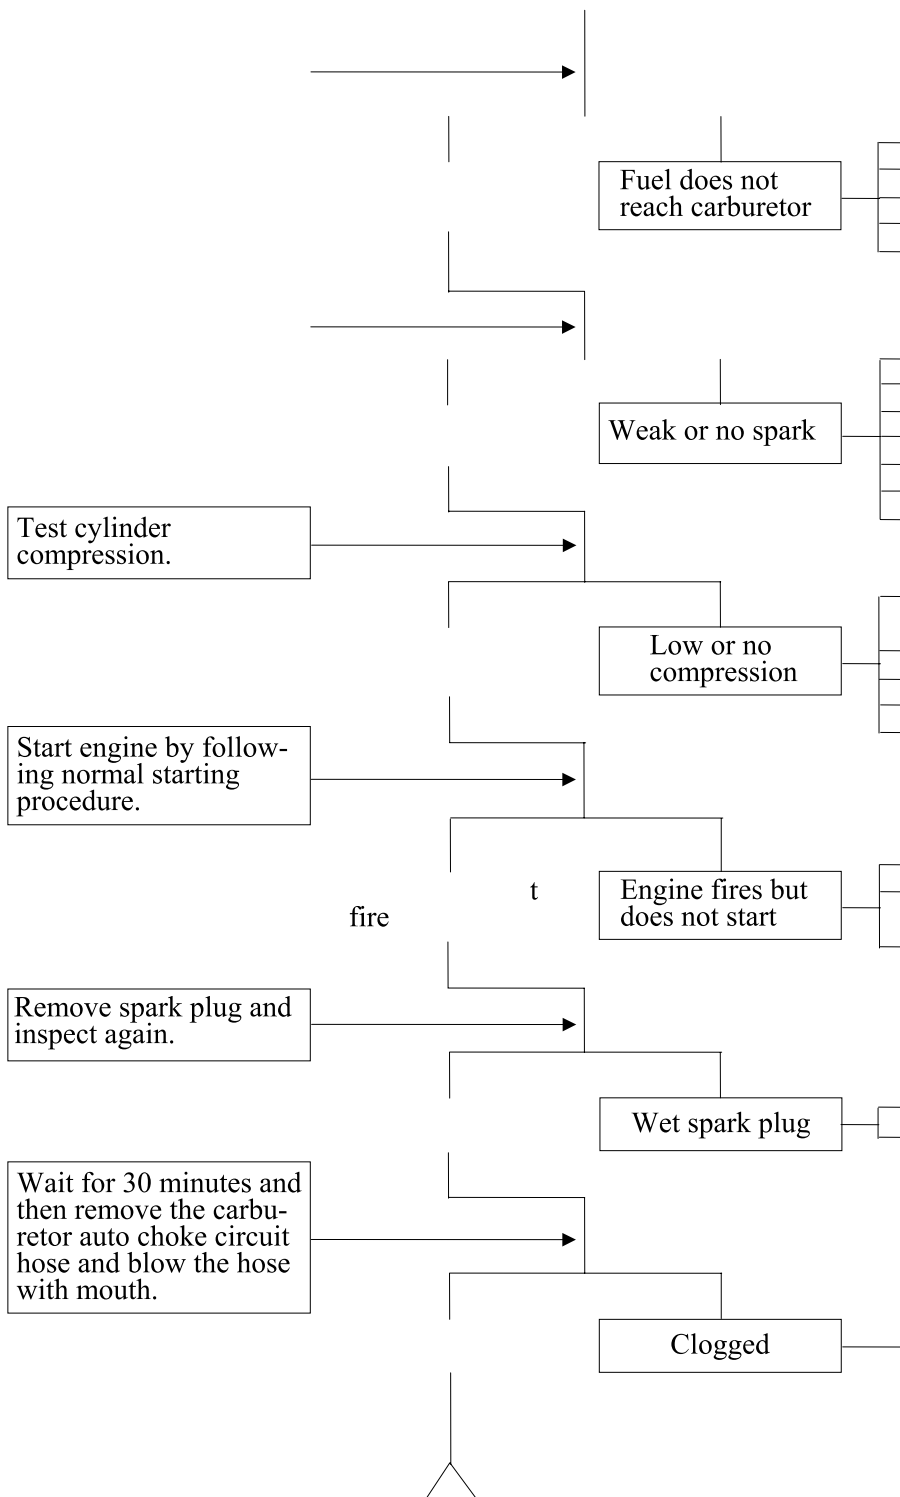 Fuel does not
reach carburetor
Weak or no spark
Test cylinder
compression.
Low or no
compression
Start engine by follow-
ing normal starting
procedure.
t
fire
Engine fires but
does not start
Remove spark plug and
inspect again.
Wet spark plug
Wait for 30 minutes and
then remove the carbu-
retor auto choke circuit
hose and blow the hose
with mouth.
Clogged